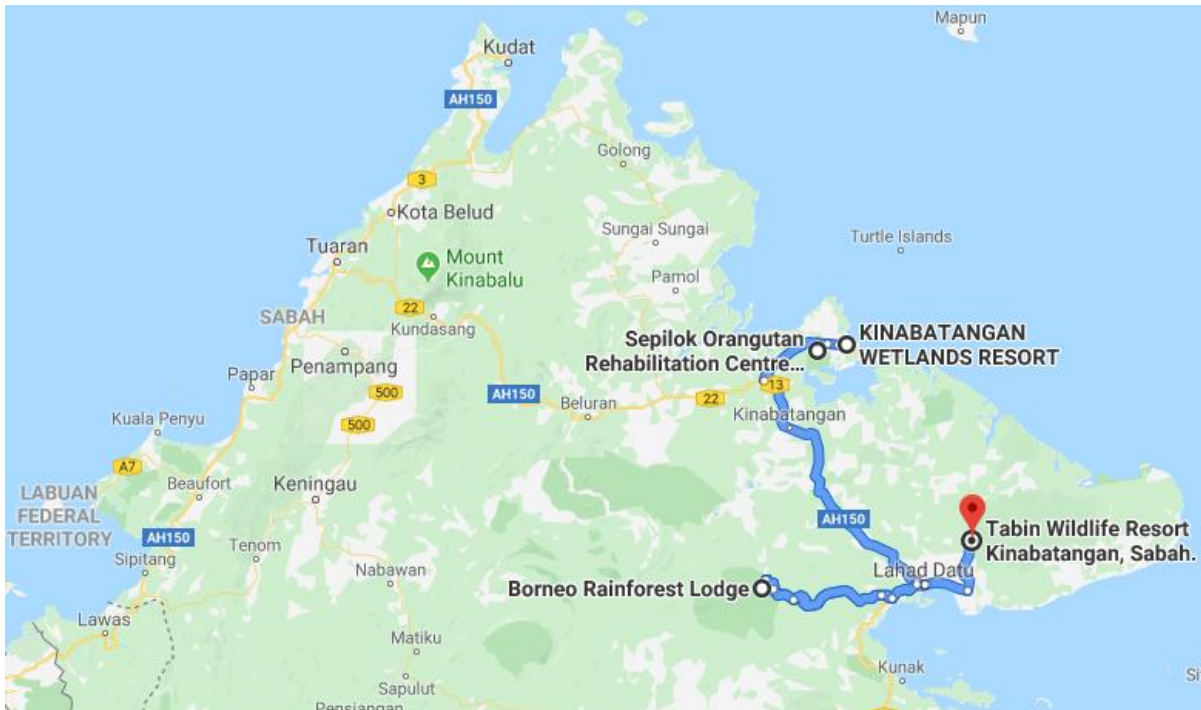 Mapun
Kudat
AH150
Golong
3
Kota Belud
Sungai Sungai
Turtle Islands
Tuaran
Mount
Kinabalu
Pamol
22
SABAH
Kundasang
Sepilok Orangutan
Rehabilitation Centre...
KINABATANGAN
WETLANDS RESORT
Penampang
Papar
500
AH150
Beluran
22
13
Kinabatangan
Kuala Penyu
500
A7
Beaufort
Keningau
LABUAN
FEDERAL
TERRITORY
AH150
AH150
Tabin Wildlife Resort
Kinabatangan, Sabah.
Sipitang
Tenom
Nabawan
Lahad Datu
Borneo Rainforest Lodge
Lawas
Matiku
Kunak
Sapulut
Si
Pensiangan